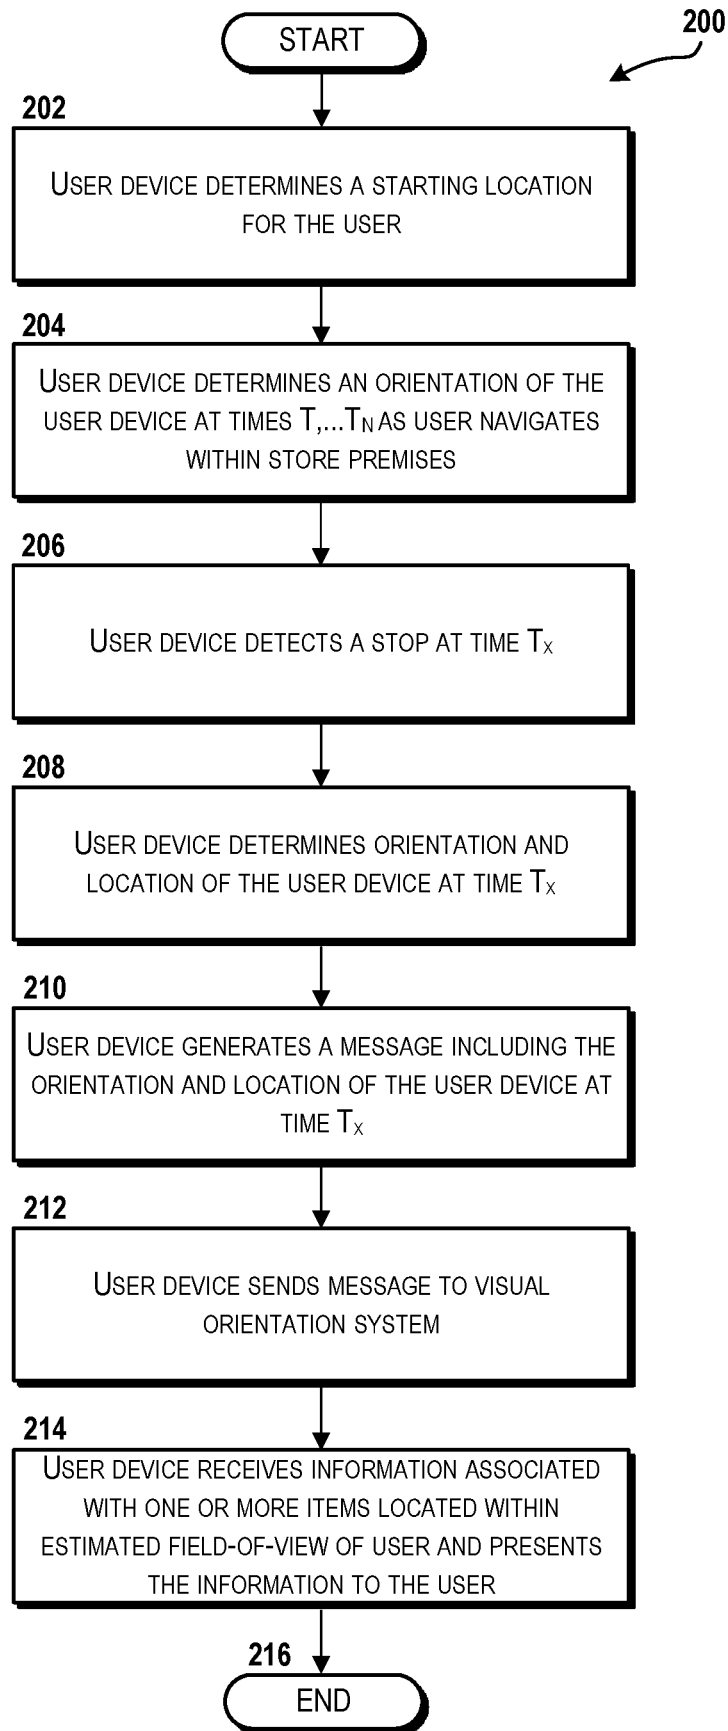 START
200
202
USER DEVICE DETERMINES A STARTING LOCATION
FOR THE USER
204
USER DEVICE DETERMINES AN ORIENTATION OF THE
USER DEVICE AT TIMES T,...TN AS USER NAVIGATES
WITHIN STORE PREMISES
206
USER DEVICE DETECTS A STOP AT TIME TX
208
USER DEVICE DETERMINES ORIENTATION AND
LOCATION OF THE USER DEVICE AT TIME TX
210
USER DEVICE GENERATES A MESSAGE INCLUDING THE
ORIENTATION AND LOCATION OF THE USER DEVICE AT
TIME TX
212
USER DEVICE SENDS MESSAGE TO VISUAL
ORIENTATION SYSTEM
214
USER DEVICE RECEIVES INFORMATION ASSOCIATED
WITH ONE OR MORE ITEMS LOCATED WITHIN
ESTIMATED FIELD-OF-VIEW OF USER AND PRESENTS
THE INFORMATION TO THE USER
216
END